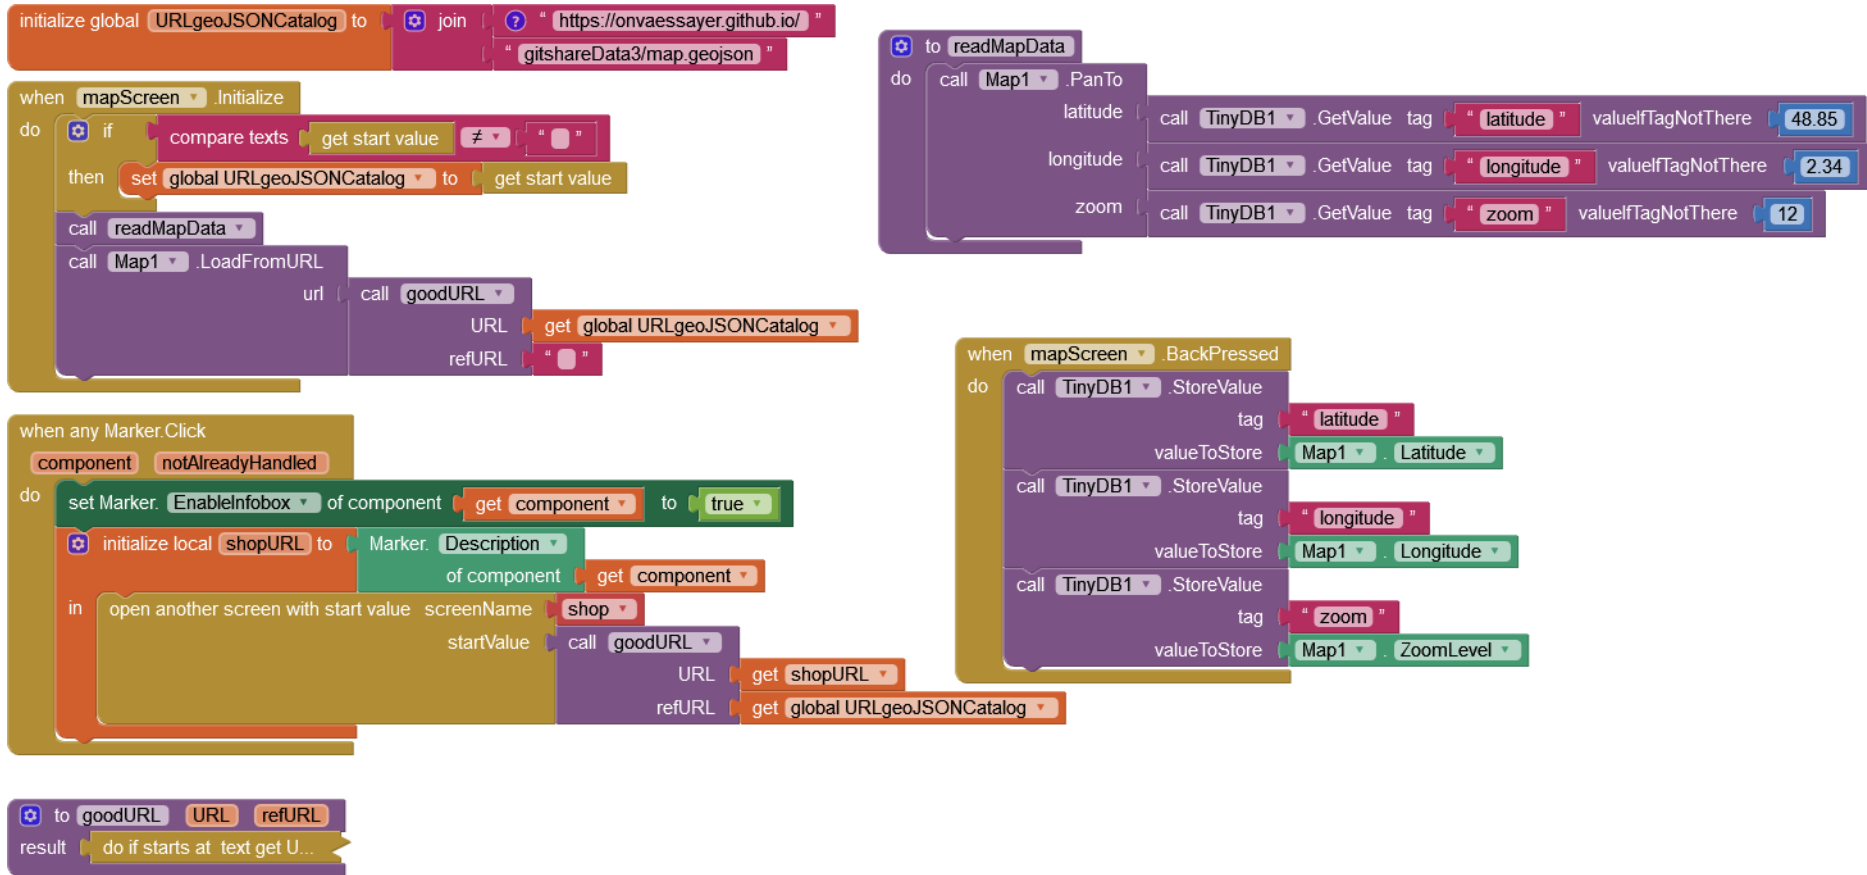 initialize global URLgeoJSONCatalog to join ? “ https://onvaessayer.github.io/ ”
“ gitshareData3/map.geojson ”
when mapScreen .Initialize
do if compare texts get start value ≠ “ ”
then set global URLgeoJSONCatalog to get start value
call readMapData
call Map1 .LoadFromURL
url call goodURL
URL get global URLgeoJSONCatalog
refURL “ ”
when any Marker.Click
component notAlreadyHandled
do set Marker. EnableInfobox of component get component to true
initialize local shopURL to Marker. Description
of component get component
in open another screen with start value screenName shop
startValue call goodURL
URL get shopURL
refURL get global URLgeoJSONCatalog
to goodURL URL refURL
result do if starts at text get U...
to readMapData
do call Map1 .PanTo
latitude call TinyDB1 .GetValue tag “ latitude ” valueIfTagNotThere 48.85
longitude call TinyDB1 .GetValue tag “ longitude ” valueIfTagNotThere 2.34
zoom call TinyDB1 .GetValue tag “ zoom ” valueIfTagNotThere 12
when mapScreen .BackPressed
do call TinyDB1 .StoreValue
tag “ latitude ”
valueToStore Map1 . Latitude
call TinyDB1 .StoreValue
tag “ longitude ”
valueToStore Map1 . Longitude
call TinyDB1 .StoreValue
tag “ zoom ”
valueToStore Map1 . ZoomLevel